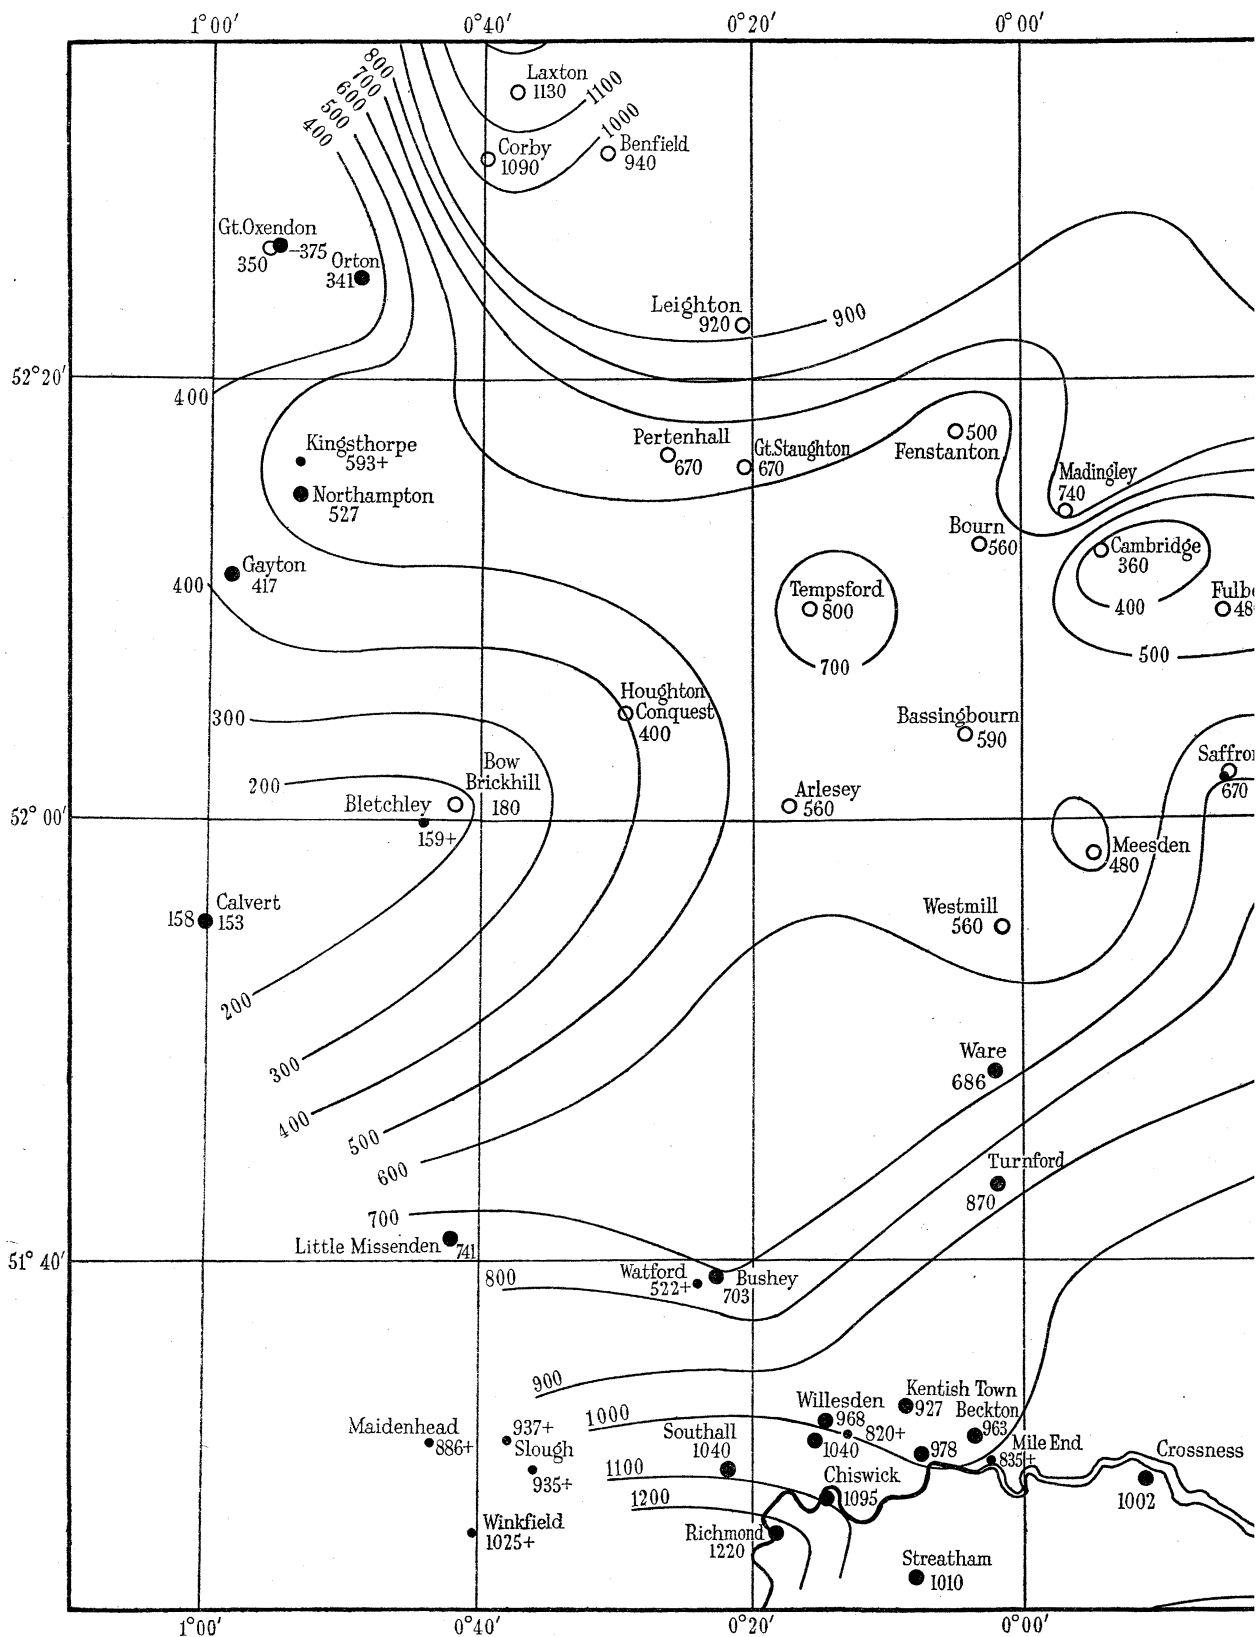 1°00′ 0°40′ 0°20′ 0°00′
800
700
600
500
400
Laxton
1130
1100
1000
Corby
1090
Benfield
940
Gt.Oxendon
–375
350
Orton
341
Leighton
920
900
52°20′
400
Kingsthorpe
593+
Northampton
527
Pertenhall
670
Gt.Staughton
670
500
Fenstanton
Madingley
740
Bourn
560
Cambridge
360
400
Gayton
417
400
Tempsford
800
700
Fulbo
48
500
Houghton
Conquest
400
300
Bassingbourn
590
Saffron
670
Bow
Brickhill
180
200
Bletchley
159+
Arlesey
560
52°00′
Meesden
480
Calvert
158 153
Westmill
560
200
300
400
500
600
Ware
686
Turnford
870
700
Little Missenden
741
51°40′
800
Watford
522+
Bushey
703
900
1000
Maidenhead
886+
937+
Slough
935+
Southall
1040
Willesden
968
820+
1040
Kentish Town
927
Beckton
963
978
Mile End
835+
Crossness
1002
1100
1200
Chiswick
1095
Winkfield
1025+
Richmond
1220
Streatham
1010
1°00′ 0°40′ 0°20′ 0°00′